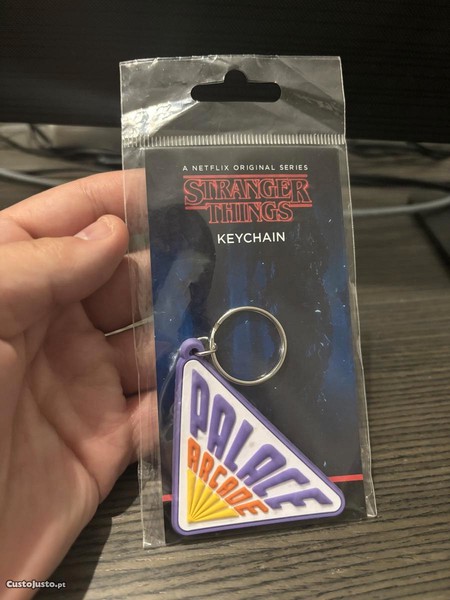 A NETFLIX ORIGINAL SERIES
STRANGER
THINGS
KEYCHAIN
PALACE
ARCADE
CustoJusto.pt